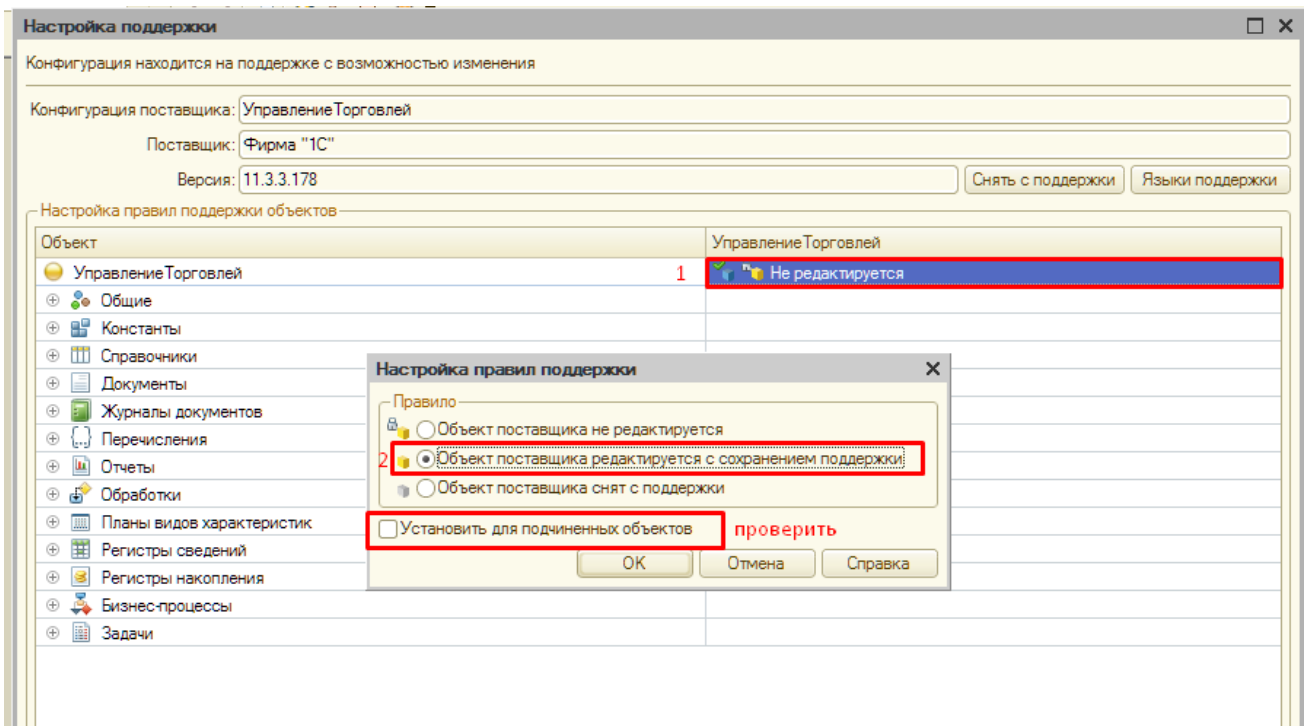 Настройка поддержки
Конфигурация находится на поддержке с возможностью изменения
Конфигурация поставщика: УправлениеТорговлей
Поставщик: Фирма "1С"
Версия: 11.3.3.178 Снять с поддержки Языки поддержки
Настройка правил поддержки объектов
Объект УправлениеТорговлей
УправлениеТорговлей 1 Не редактируется
Общие
Константы
Справочники
Документы
Журналы документов
Перечисления
Отчеты
Обработки
Планы видов характеристик
Регистры сведений
Регистры накопления
Бизнес-процессы
Задачи
Настройка правил поддержки
Правило
Объект поставщика не редактируется
2 Объект поставщика редактируется с сохранением поддержки
Объект поставщика снят с поддержки
Установить для подчиненных объектов проверить
OK Отмена Справка